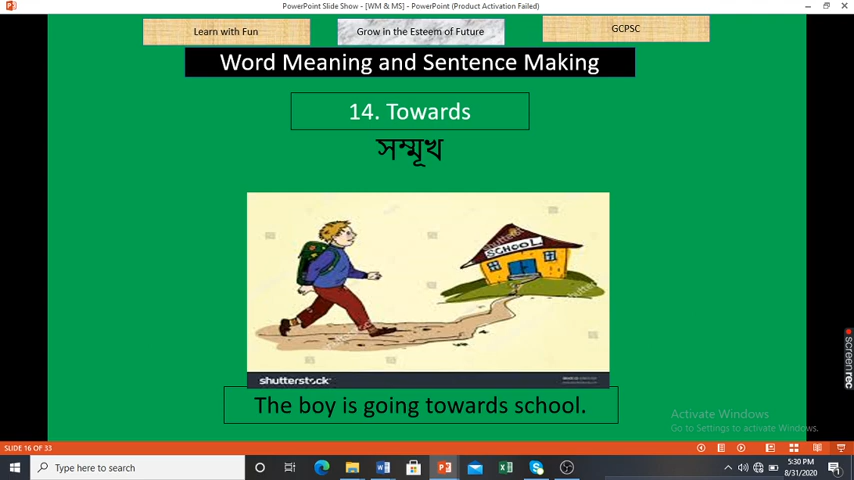 PowerPoint Slide Show - [WM & MS] - PowerPoint (Product Activation Failed)
Learn with Fun
Grow in the Esteem of Future
GCPSC
Word Meaning and Sentence Making
14. Towards
সম্মূখ
SCHOOL
shutterstock
The boy is going towards school.
Activate Windows
Go to Settings to activate Windows.
screenrec
SLIDE 16 OF 33
Type here to search
5:30 PM
8/31/2020